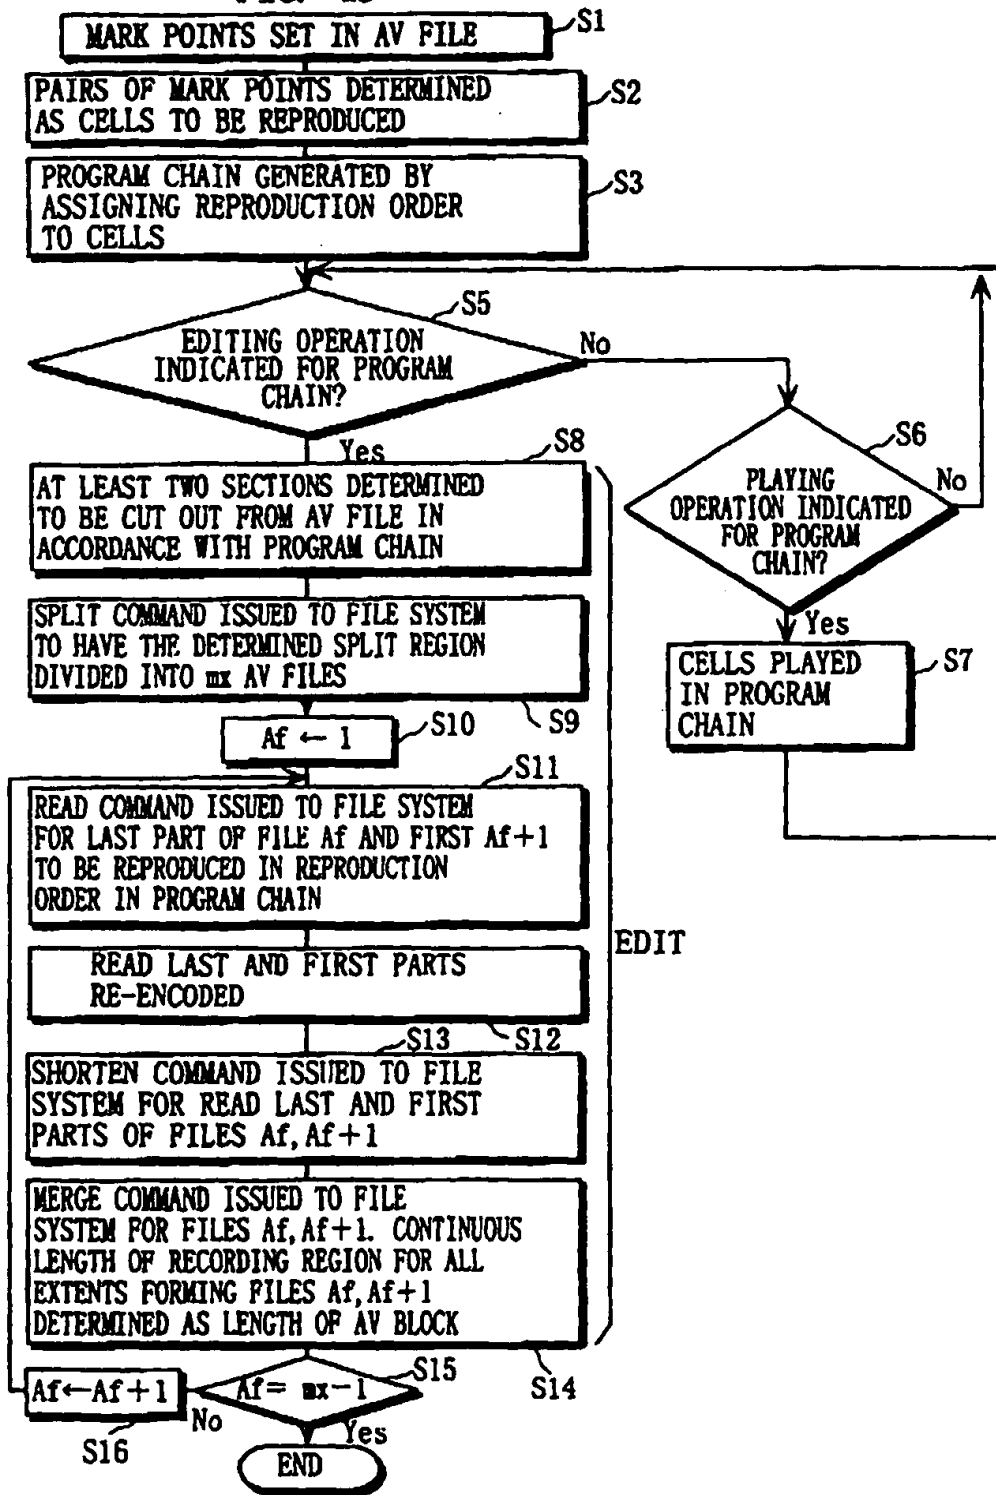 MARK POINTS SET IN AV FILE
S1
PAIRS OF MARK POINTS DETERMINED
AS CELLS TO BE REPRODUCED
S2
PROGRAM CHAIN GENERATED BY
ASSIGNING REPRODUCTION ORDER
TO CELLS
S3
S5
EDITING OPERATION
INDICATED FOR PROGRAM
CHAIN?
No
Yes
S6
PLAYING
OPERATION INDICATED
FOR PROGRAM
CHAIN?
No
Yes
CELLS PLAYED
IN PROGRAM
CHAIN
S7
S8
AT LEAST TWO SECTIONS DETERMINED
TO BE CUT OUT FROM AV FILE IN
ACCORDANCE WITH PROGRAM CHAIN
SPLIT COMMAND ISSUED TO FILE SYSTEM
TO HAVE THE DETERMINED SPLIT REGION
DIVIDED INTO mx AV FILES
S9
Af ← 1
S10
S11
READ COMMAND ISSUED TO FILE SYSTEM
FOR LAST PART OF FILE Af AND FIRST Af+1
TO BE REPRODUCED IN REPRODUCTION
ORDER IN PROGRAM CHAIN
EDIT
READ LAST AND FIRST PARTS
RE-ENCODED
S12
S13
SHORTEN COMMAND ISSUED TO FILE
SYSTEM FOR READ LAST AND FIRST
PARTS OF FILES Af, Af+1
MERGE COMMAND ISSUED TO FILE
SYSTEM FOR FILES Af, Af+1. CONTINUOUS
LENGTH OF RECORDING REGION FOR ALL
EXTENTS FORMING FILES Af, Af+1
DETERMINED AS LENGTH OF AV BLOCK
S14
Af= mx-1
S15
Af←Af+1
S16
No
Yes
END